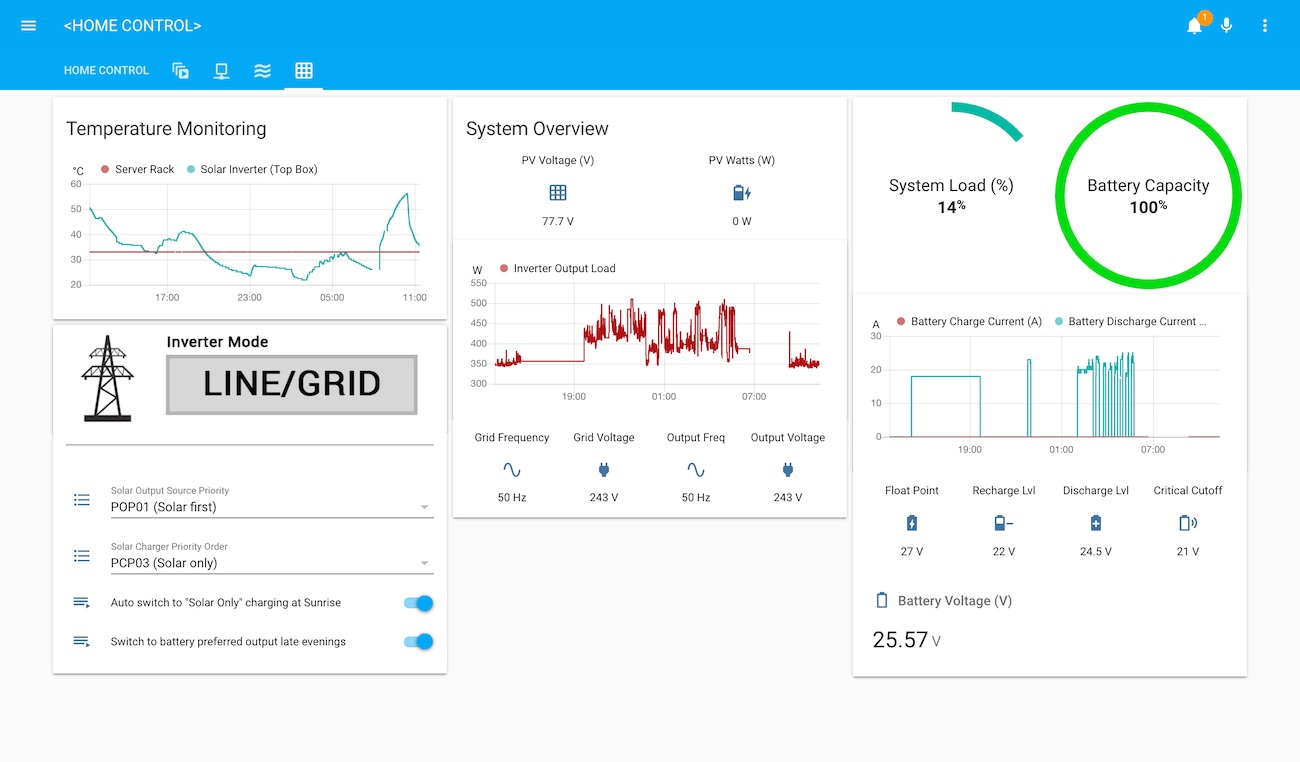 <HOME CONTROL>
1
HOME CONTROL
Temperature Monitoring
°C
Server Rack
Solar Inverter (Top Box)
60
50
40
30
20
17:00 23:00 05:00 11:00
Inverter Mode
LINE/GRID
Solar Output Source Priority
POP01 (Solar first)
Solar Charger Priority Order
PCP03 (Solar only)
Auto switch to "Solar Only" charging at Sunrise
Switch to battery preferred output late evenings
System Overview
PV Voltage (V) PV Watts (W)
77.7 V 0 W
W
Inverter Output Load
550
500
450
400
350
300
19:00 01:00 07:00
Grid Frequency Grid Voltage Output Freq Output Voltage
50 Hz 243 V 50 Hz 243 V
System Load (%)
14%
Battery Capacity
100%
A
Battery Charge Current (A)
Battery Discharge Current ...
30
20
10
0
19:00 01:00 07:00
Float Point Recharge Lvl Discharge Lvl Critical Cutoff
27 V 22 V 24.5 V 21 V
Battery Voltage (V)
25.57 V